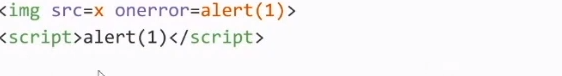 <img src=x onerror=alert(1)>
<script>alert(1)</script>